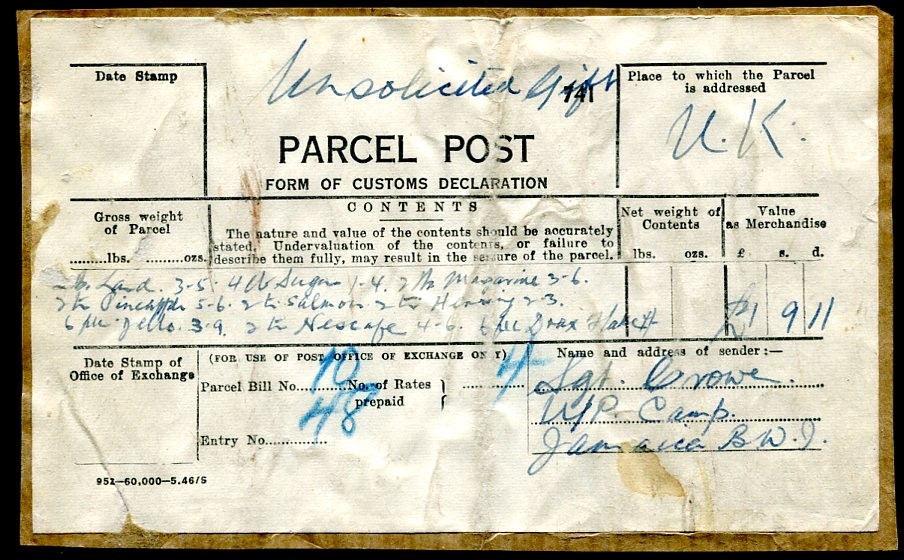 Unsolicited Gift
741
Date Stamp
Place to which the Parcel
is addressed
U.K.
PARCEL POST
FORM OF CUSTOMS DECLARATION
CONTENTS
Gross weight
of Parcel
.......lbs. .........ozs.
The nature and value of the contents should be accurately
stated. Undervaluation of the contents, or failure to
describe them fully, may result in the seizure of the parcel.
Net weight of
Contents
lbs. ozs.
Value
as Merchandise
£ s. d.
Lard. 3-5. 4 lb Sugar 1-4. 2 lb Magarine 3-6.
Pineapple 5-6. 2 tn Salmon. 2 tn Herring 2-3.
6 Jello. 3-9. 2 tn Nescafe 4-6.
£1 9 11
Date Stamp of
Office of Exchange
(FOR USE OF POST OFFICE OF EXCHANGE ON Y)
Parcel Bill No. 10 No. of Rates
prepaid
4
48
Entry No.............
Name and address of sender:—
Sgt. Crowe.
U/P. Camp.
Jamaica B.W.I.
951—60,000—5.46/S